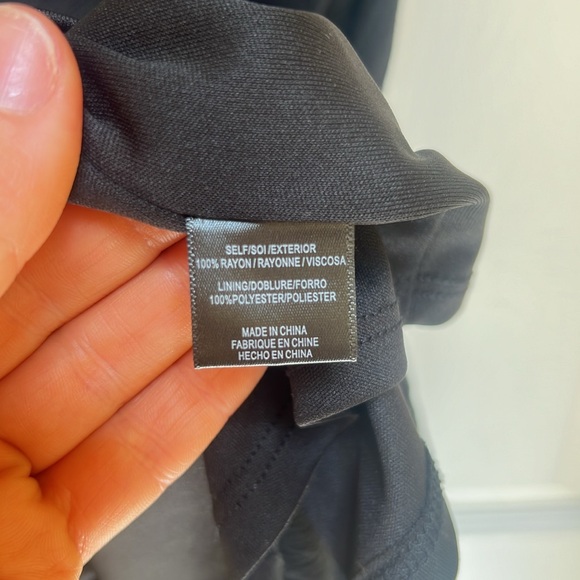 SELF/SOI/EXTERIOR
100% RAYON/RAYONNE/VISCOSA
LINING/DOBLURE/FORRO
100%POLYESTER/POLIESTER
MADE IN CHINA
FABRIQUE EN CHINE
HECHO EN CHINA